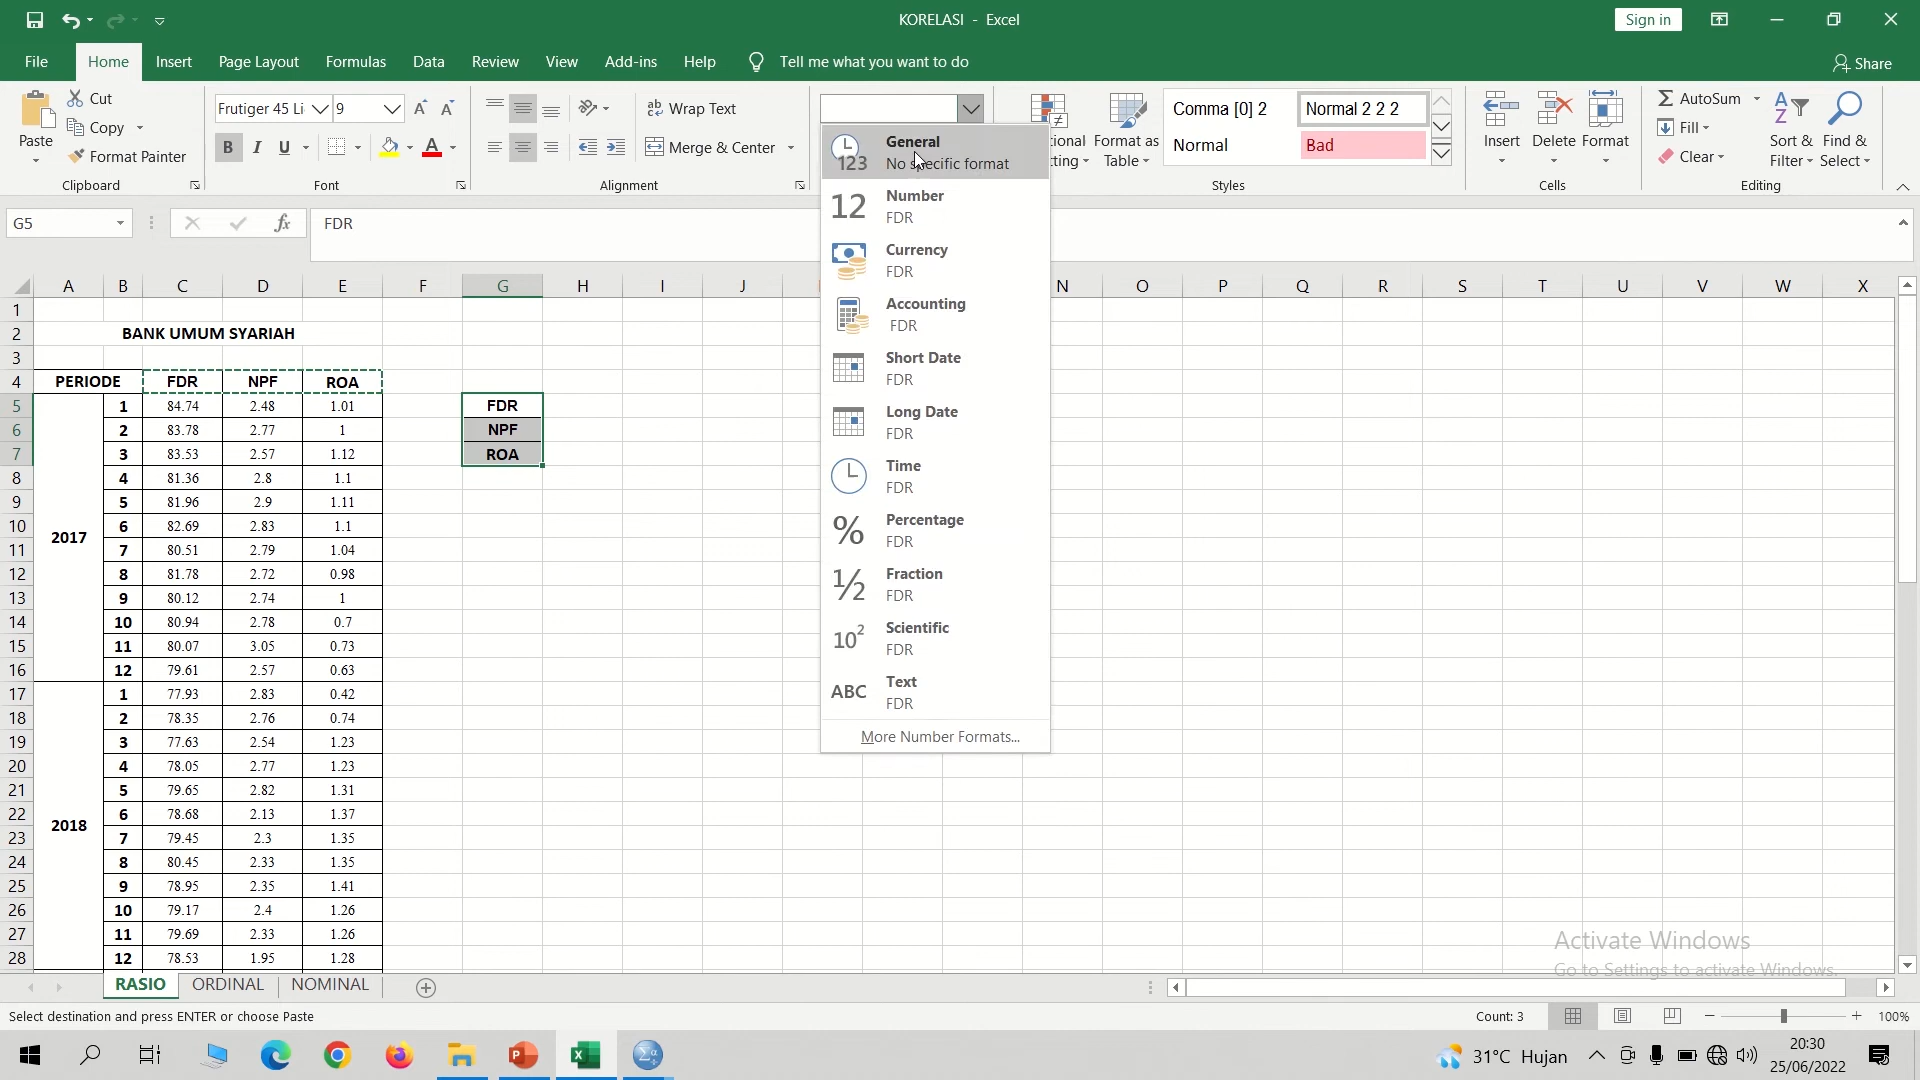 KORELASI - Excel
Sign in
File Home Insert Page Layout Formulas Data Review View Add-ins Help Tell me what you want to do Share
Paste
Cut
Copy
Format Painter
Clipboard
Frutiger 45 Li 9
B I U A
Font
Wrap Text
Merge & Center
Alignment
Format as
Table
Comma [0] 2 Normal 2 2 2
Normal Bad
Styles
Insert Delete Format
Cells
AutoSum
Fill
Clear
Sort &
Filter
Find &
Select
Editing
G5 fx FDR
General
No specific format
Number
FDR
Currency
FDR
Accounting
FDR
Short Date
FDR
Long Date
FDR
Time
FDR
Percentage
FDR
Fraction
FDR
Scientific
FDR
Text
FDR
More Number Formats...
A B C D E F G H I J N O P Q R S T U V W X
1
2 BANK UMUM SYARIAH
3
4 PERIODE FDR NPF ROA
5 1 84.74 2.48 1.01 FDR
6 2 83.78 2.77 1 NPF
7 3 83.53 2.57 1.12 ROA
8 4 81.36 2.8 1.1
9 5 81.96 2.9 1.11
10 6 82.69 2.83 1.1
2017
11 7 80.51 2.79 1.04
12 8 81.78 2.72 0.98
13 9 80.12 2.74 1
14 10 80.94 2.78 0.7
15 11 80.07 3.05 0.73
16 12 79.61 2.57 0.63
17 1 77.93 2.83 0.42
18 2 78.35 2.76 0.74
19 3 77.63 2.54 1.23
20 4 78.05 2.77 1.23
21 5 79.65 2.82 1.31
22 6 78.68 2.13 1.37
2018
23 7 79.45 2.3 1.35
24 8 80.45 2.33 1.35
25 9 78.95 2.35 1.41
26 10 79.17 2.4 1.26
27 11 79.69 2.33 1.26
28 12 78.53 1.95 1.28
Activate Windows
Go to Settings to activate Windows.
RASIO ORDINAL NOMINAL
Select destination and press ENTER or choose Paste Count: 3 100%
31°C Hujan
20:30
25/06/2022